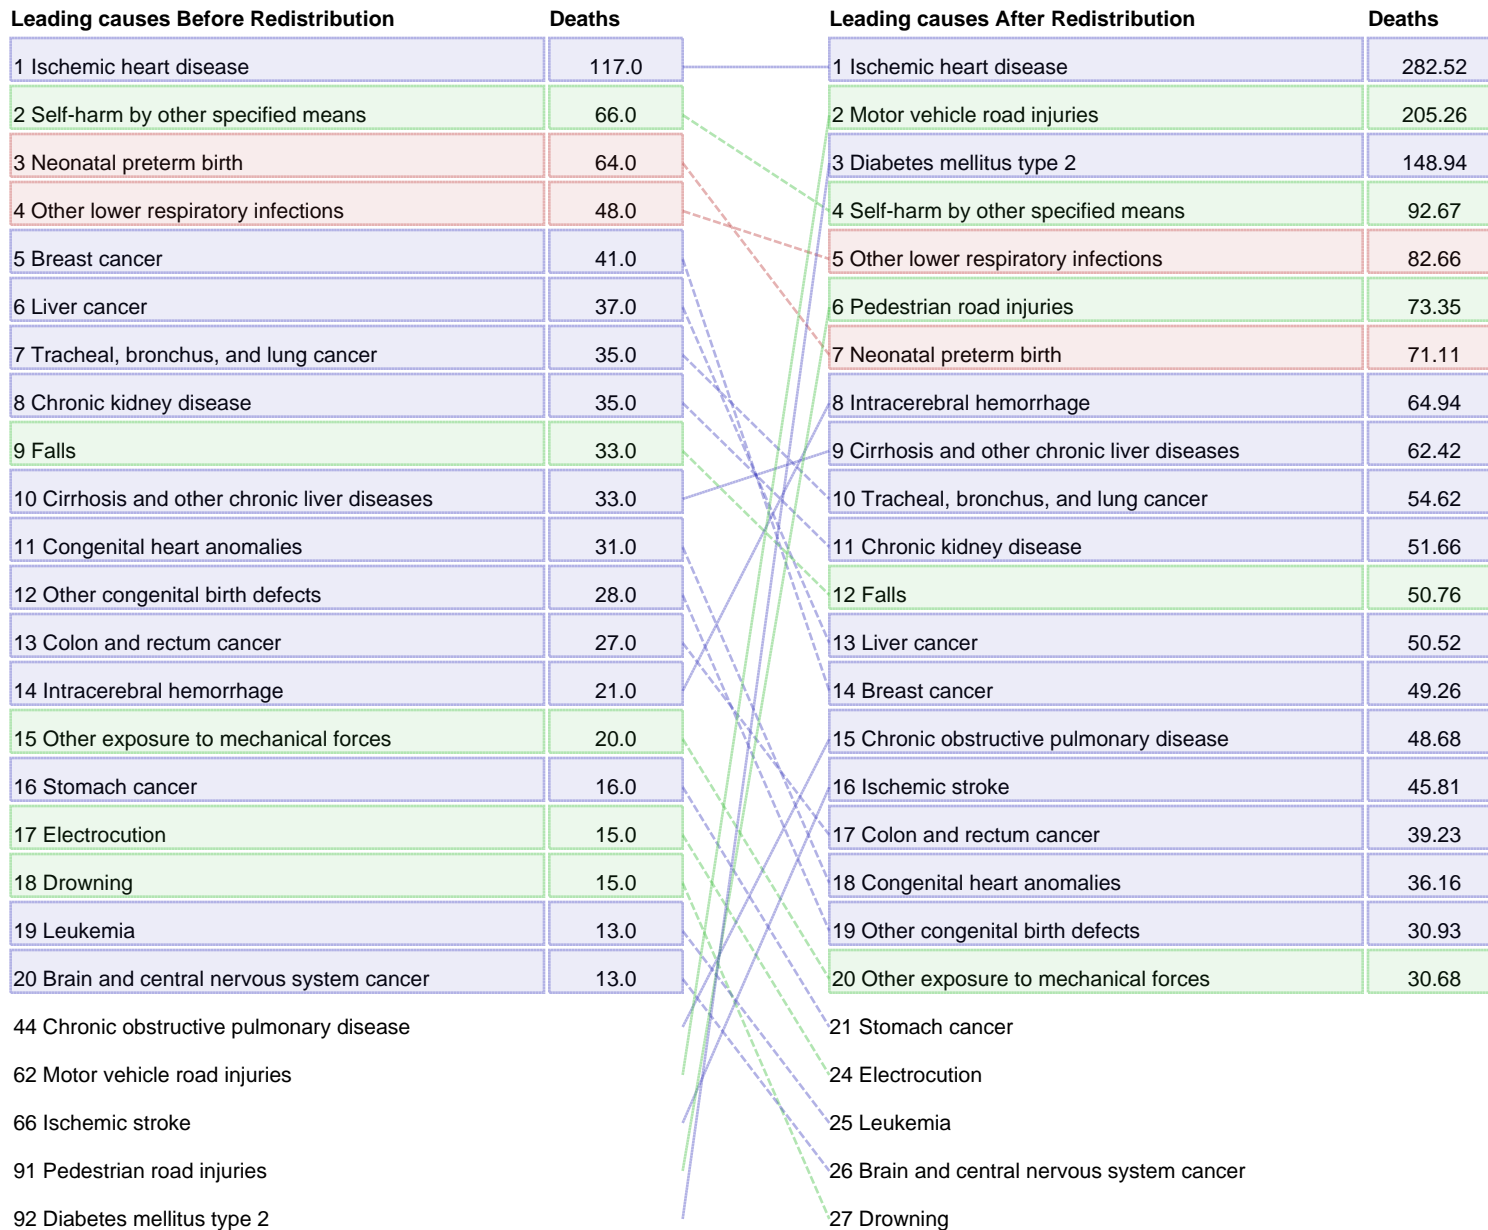 Leading causes Before Redistribution Deaths Leading causes After Redistribution Deaths
1 Ischemic heart disease 117.0 1 Ischemic heart disease 282.52
2 Self-harm by other specified means 66.0 2 Motor vehicle road injuries 205.26
3 Neonatal preterm birth 64.0 3 Diabetes mellitus type 2 148.94
4 Other lower respiratory infections 48.0 4 Self-harm by other specified means 92.67
5 Breast cancer 41.0 5 Other lower respiratory infections 82.66
6 Liver cancer 37.0 6 Pedestrian road injuries 73.35
7 Tracheal, bronchus, and lung cancer 35.0 7 Neonatal preterm birth 71.11
8 Chronic kidney disease 35.0 8 Intracerebral hemorrhage 64.94
9 Falls 33.0 9 Cirrhosis and other chronic liver diseases 62.42
10 Cirrhosis and other chronic liver diseases 33.0 10 Tracheal, bronchus, and lung cancer 54.62
11 Congenital heart anomalies 31.0 11 Chronic kidney disease 51.66
12 Other congenital birth defects 28.0 12 Falls 50.76
13 Colon and rectum cancer 27.0 13 Liver cancer 50.52
14 Intracerebral hemorrhage 21.0 14 Breast cancer 49.26
15 Other exposure to mechanical forces 20.0 15 Chronic obstructive pulmonary disease 48.68
16 Stomach cancer 16.0 16 Ischemic stroke 45.81
17 Electrocution 15.0 17 Colon and rectum cancer 39.23
18 Drowning 15.0 18 Congenital heart anomalies 36.16
19 Leukemia 13.0 19 Other congenital birth defects 30.93
20 Brain and central nervous system cancer 13.0 20 Other exposure to mechanical forces 30.68
44 Chronic obstructive pulmonary disease 21 Stomach cancer
62 Motor vehicle road injuries 24 Electrocution
66 Ischemic stroke 25 Leukemia
91 Pedestrian road injuries 26 Brain and central nervous system cancer
92 Diabetes mellitus type 2 27 Drowning